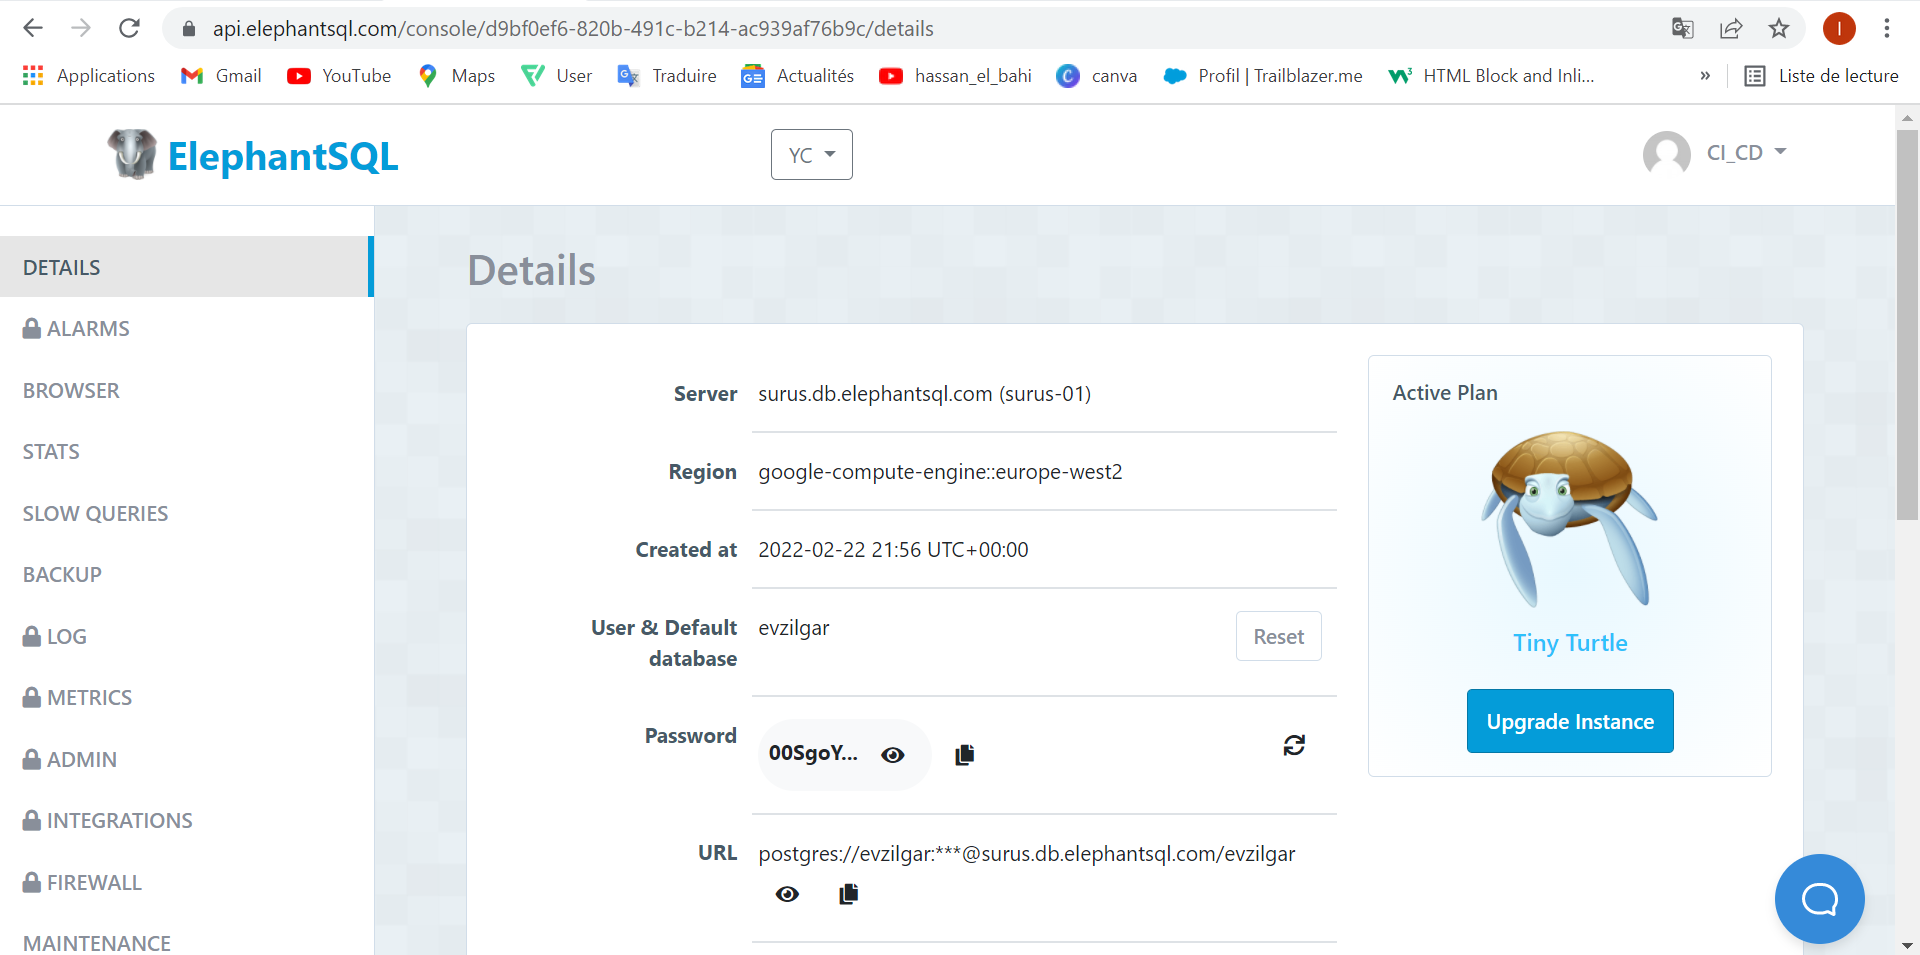 api.elephantsql.com/console/d9bf0ef6-820b-491c-b214-ac939af76b9c/details
I
Applications Gmail YouTube Maps User Traduire Actualités hassan_el_bahi canva Profil | Trailblazer.me HTML Block and Inli... » Liste de lecture
ElephantSQL
YC
CI_CD
DETAILS
ALARMS
BROWSER
STATS
SLOW QUERIES
BACKUP
LOG
METRICS
ADMIN
INTEGRATIONS
FIREWALL
MAINTENANCE
Details
Server surus.db.elephantsql.com (surus-01)
Region google-compute-engine::europe-west2
Created at 2022-02-22 21:56 UTC+00:00
User & Default evzilgar
database
Reset
Password 00SgoY...
URL postgres://evzilgar:***@surus.db.elephantsql.com/evzilgar
Active Plan
Tiny Turtle
Upgrade Instance